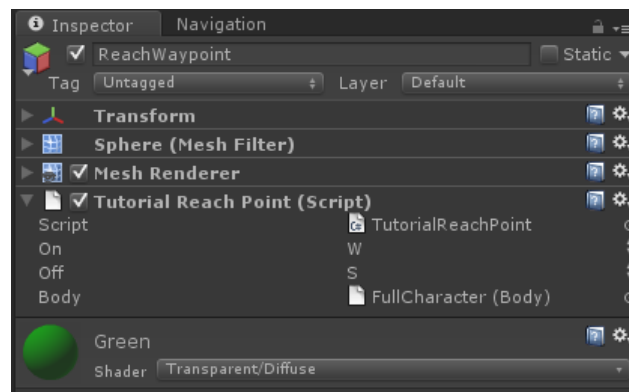 Inspector Navigation
ReachWaypoint Static
Tag Untagged Layer Default
Transform
Sphere (Mesh Filter)
Mesh Renderer
Tutorial Reach Point (Script)
Script TutorialReachPoint
On W
Off S
Body FullCharacter (Body)
Green
Shader Transparent/Diffuse